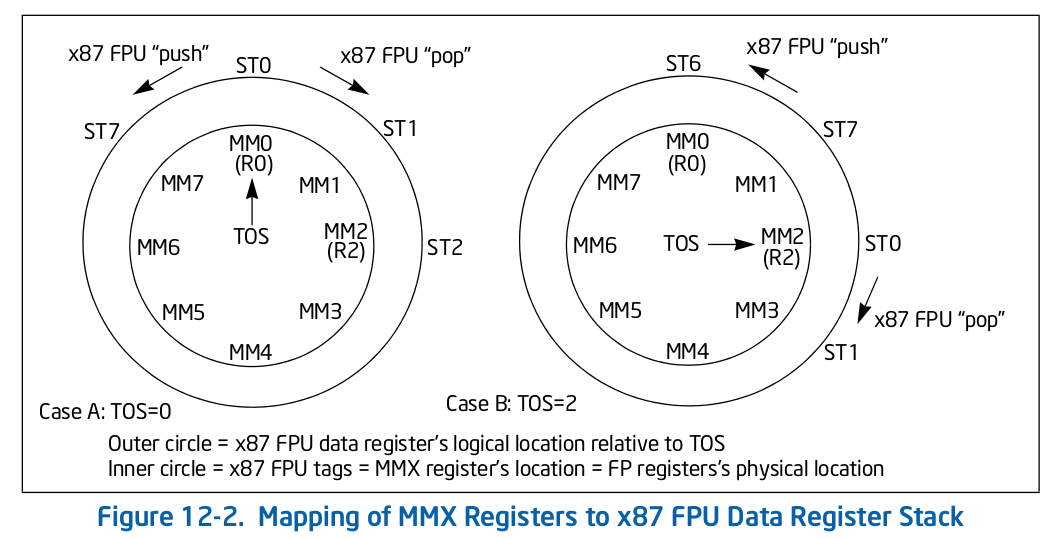 x87 FPU “push”
x87 FPU “pop”
ST0
ST7
ST1
MM0
(R0)
MM7
MM1
TOS
MM6
MM2
(R2)
ST2
MM5
MM3
MM4
Case A: TOS=0
x87 FPU “push”
ST6
ST7
MM0
(R0)
MM7
MM1
MM6
TOS
MM2
(R2)
ST0
MM5
MM3
x87 FPU “pop”
MM4
ST1
Case B: TOS=2
Outer circle = x87 FPU data register’s logical location relative to TOS
Inner circle = x87 FPU tags = MMX register’s location = FP registers’s physical location
Figure 12-2. Mapping of MMX Registers to x87 FPU Data Register Stack